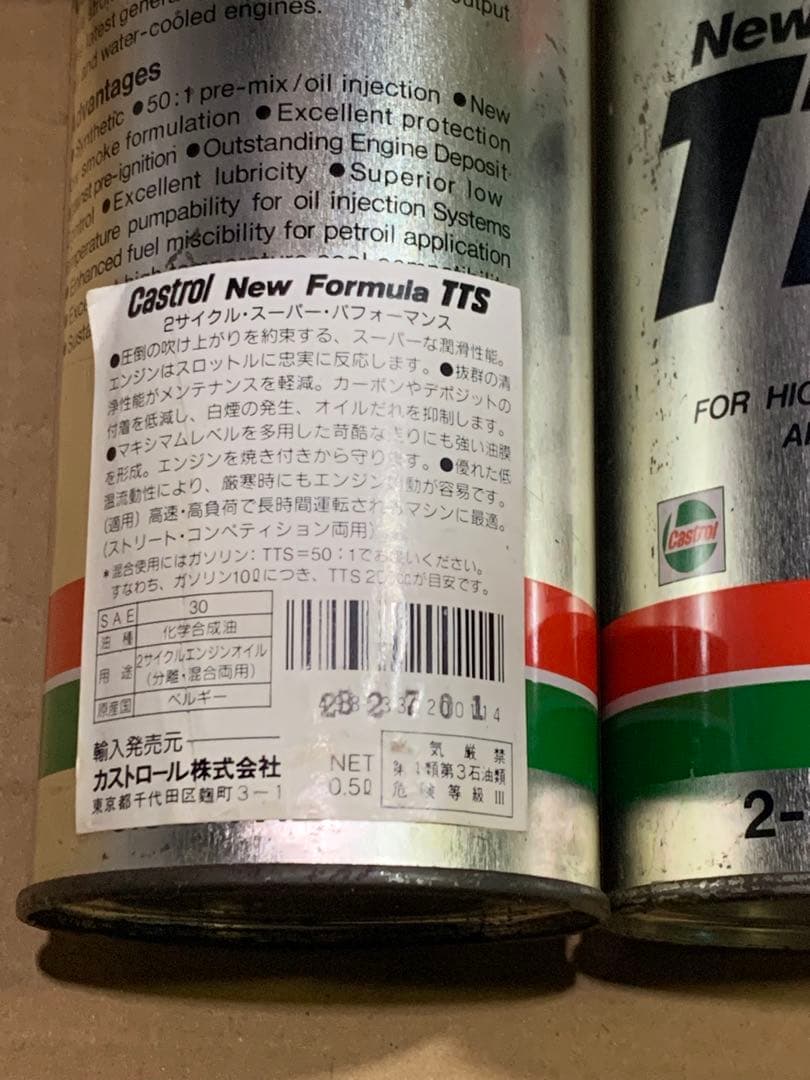 output
and water-cooled engines.
50:1 pre-mix/oil injection ●New
smoke formulation ●Excellent protection
pre-ignition ●Outstanding Engine Deposit
●Excellent lubricity ●Superior low
pumpability for oil injection Systems
Enhanced fuel miscibility for petroil application
Castrol New Formula TTS
2サイクル・スーパー・パフォーマンス
●圧倒の吹け上がりを約束する、スーパーな潤滑性能。
エンジンはスロットルに忠実に反応します。●抜群の清
浄性能がメンテナンスを軽減。カーボンやデポジットの
付着を低減し、白煙の発生、オイルだれを抑制します。
●マキシマムレベルを多用した苛酷な りにも強い油膜
を形成。エンジンを焼き付きから守ります。●優れた低
温流動性により、厳寒時にもエンジン 動が容易です。
(適用)高速・高負荷で長時間運転され マシンに最適。
(ストリート・コンペティション両用)
*混合使用にはガソリン:TTS=50:1でお使いください。
すなわち、ガソリン10ℓにつき、TTS 2 が目安です。
SAE 30
油種 化学合成油
用途 2サイクルエンジンオイル
(分離・混合両用)
原産国 ベルギー
輸入発売元
カストロール株式会社
東京都千代田区麹町3-1
NET
0.5ℓ
気厳禁
類第3石油類
危険等級III
New
FOR
Castrol
2-